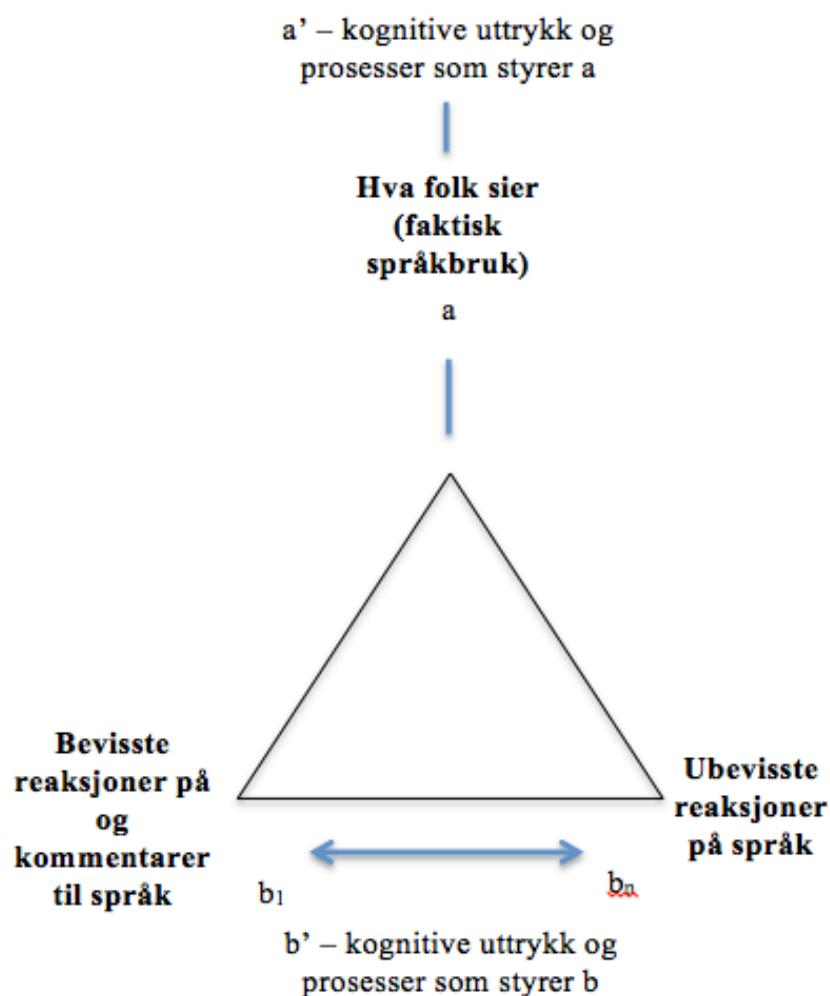 a’ – kognitive uttrykk og
prosesser som styrer a
Hva folk sier
(faktisk
språkbruk)
a
Bevisste
reaksjoner på
og
kommentarer
til språk
Ubevisste
reaksjoner
på språk
b₁
bₙ
b’ – kognitive uttrykk og
prosesser som styrer b